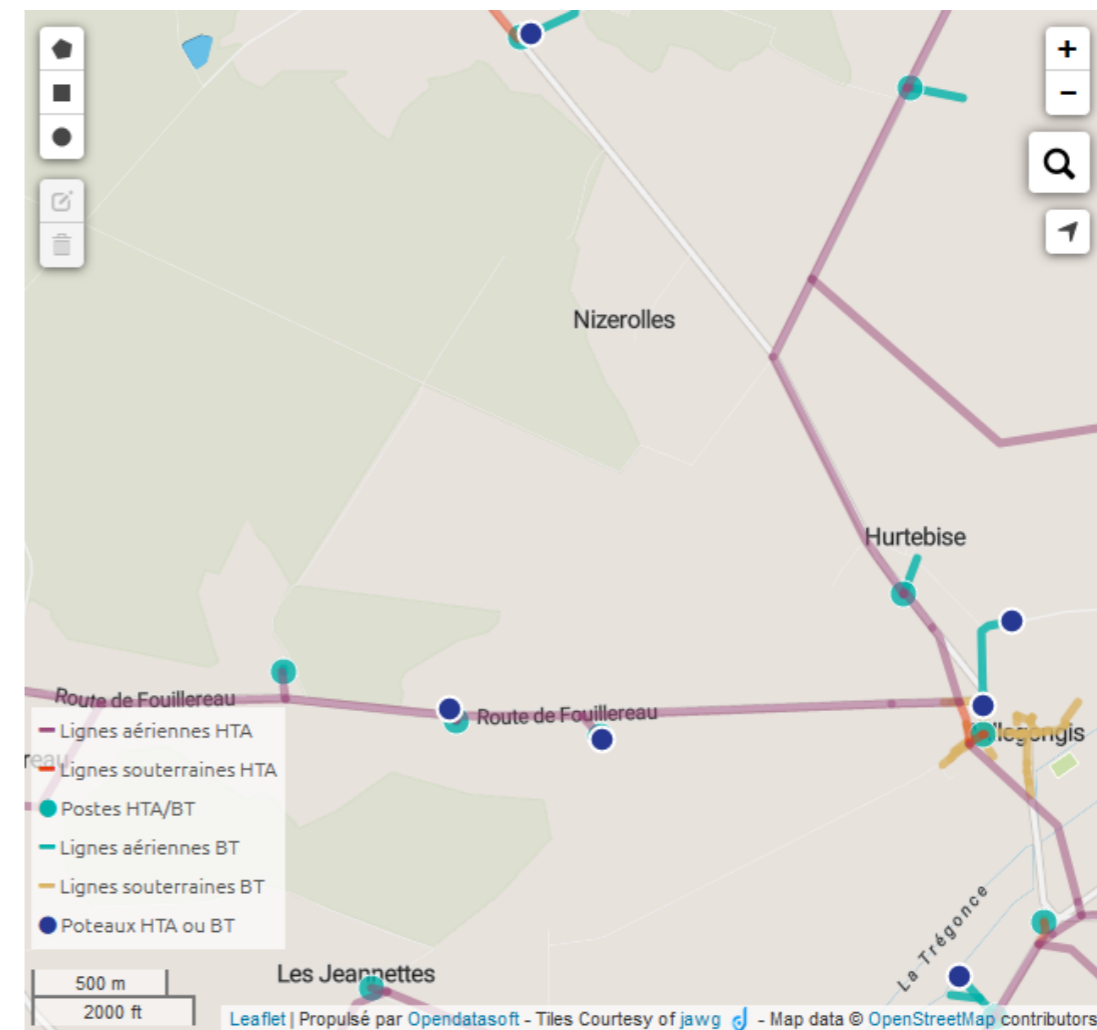 +
−
Nizerolles
Hurtebise
Route de Fouillereau
Route de Fouillereau
Lignes aériennes HTA
Lignes souterraines HTA
Postes HTA/BT
Lignes aériennes BT
Lignes souterraines BT
Poteaux HTA ou BT
La Trégonce
Les Jeannettes
500 m
2000 ft
Leaflet | Propulsé par Opendatasoft - Tiles Courtesy of jawg - Map data © OpenStreetMap contributors